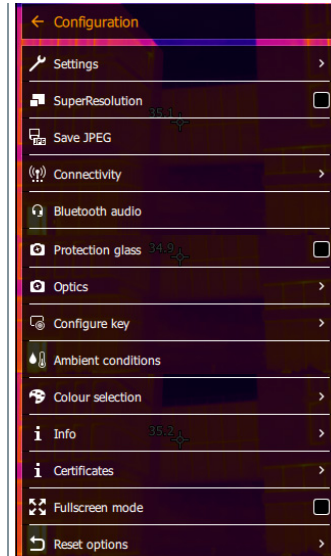 Configuration
Settings
SuperResolution
35.1
JPG
Save JPEG
Connectivity
Bluetooth audio
Protection glass 34.9
Optics
Configure key
Ambient conditions
Colour selection
i Info 35.2
i Certificates
Fullscreen mode
Reset options